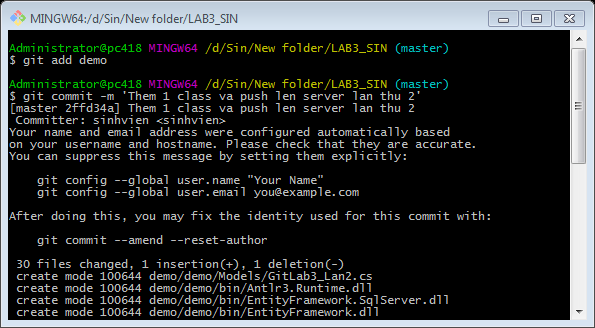 MINGW64:/d/Sin/New folder/LAB3_SIN
Administrator@pc418 MINGW64 /d/Sin/New folder/LAB3_SIN (master)
$ git add demo
Administrator@pc418 MINGW64 /d/Sin/New folder/LAB3_SIN (master)
$ git commit -m 'Them 1 class va push len server lan thu 2'
[master 2ffd34a] Them 1 class va push len server lan thu 2
 Committer: sinhvien <sinhvien>
Your name and email address were configured automatically based
on your username and hostname. Please check that they are accurate.
You can suppress this message by setting them explicitly:
    git config --global user.name "Your Name"
    git config --global user.email you@example.com
After doing this, you may fix the identity used for this commit with:
    git commit --amend --reset-author
 30 files changed, 1 insertion(+), 1 deletion(-)
 create mode 100644 demo/demo/Models/GitLab3_Lan2.cs
 create mode 100644 demo/demo/bin/Antlr3.Runtime.dll
 create mode 100644 demo/demo/bin/EntityFramework.SqlServer.dll
 create mode 100644 demo/demo/bin/EntityFramework.dll